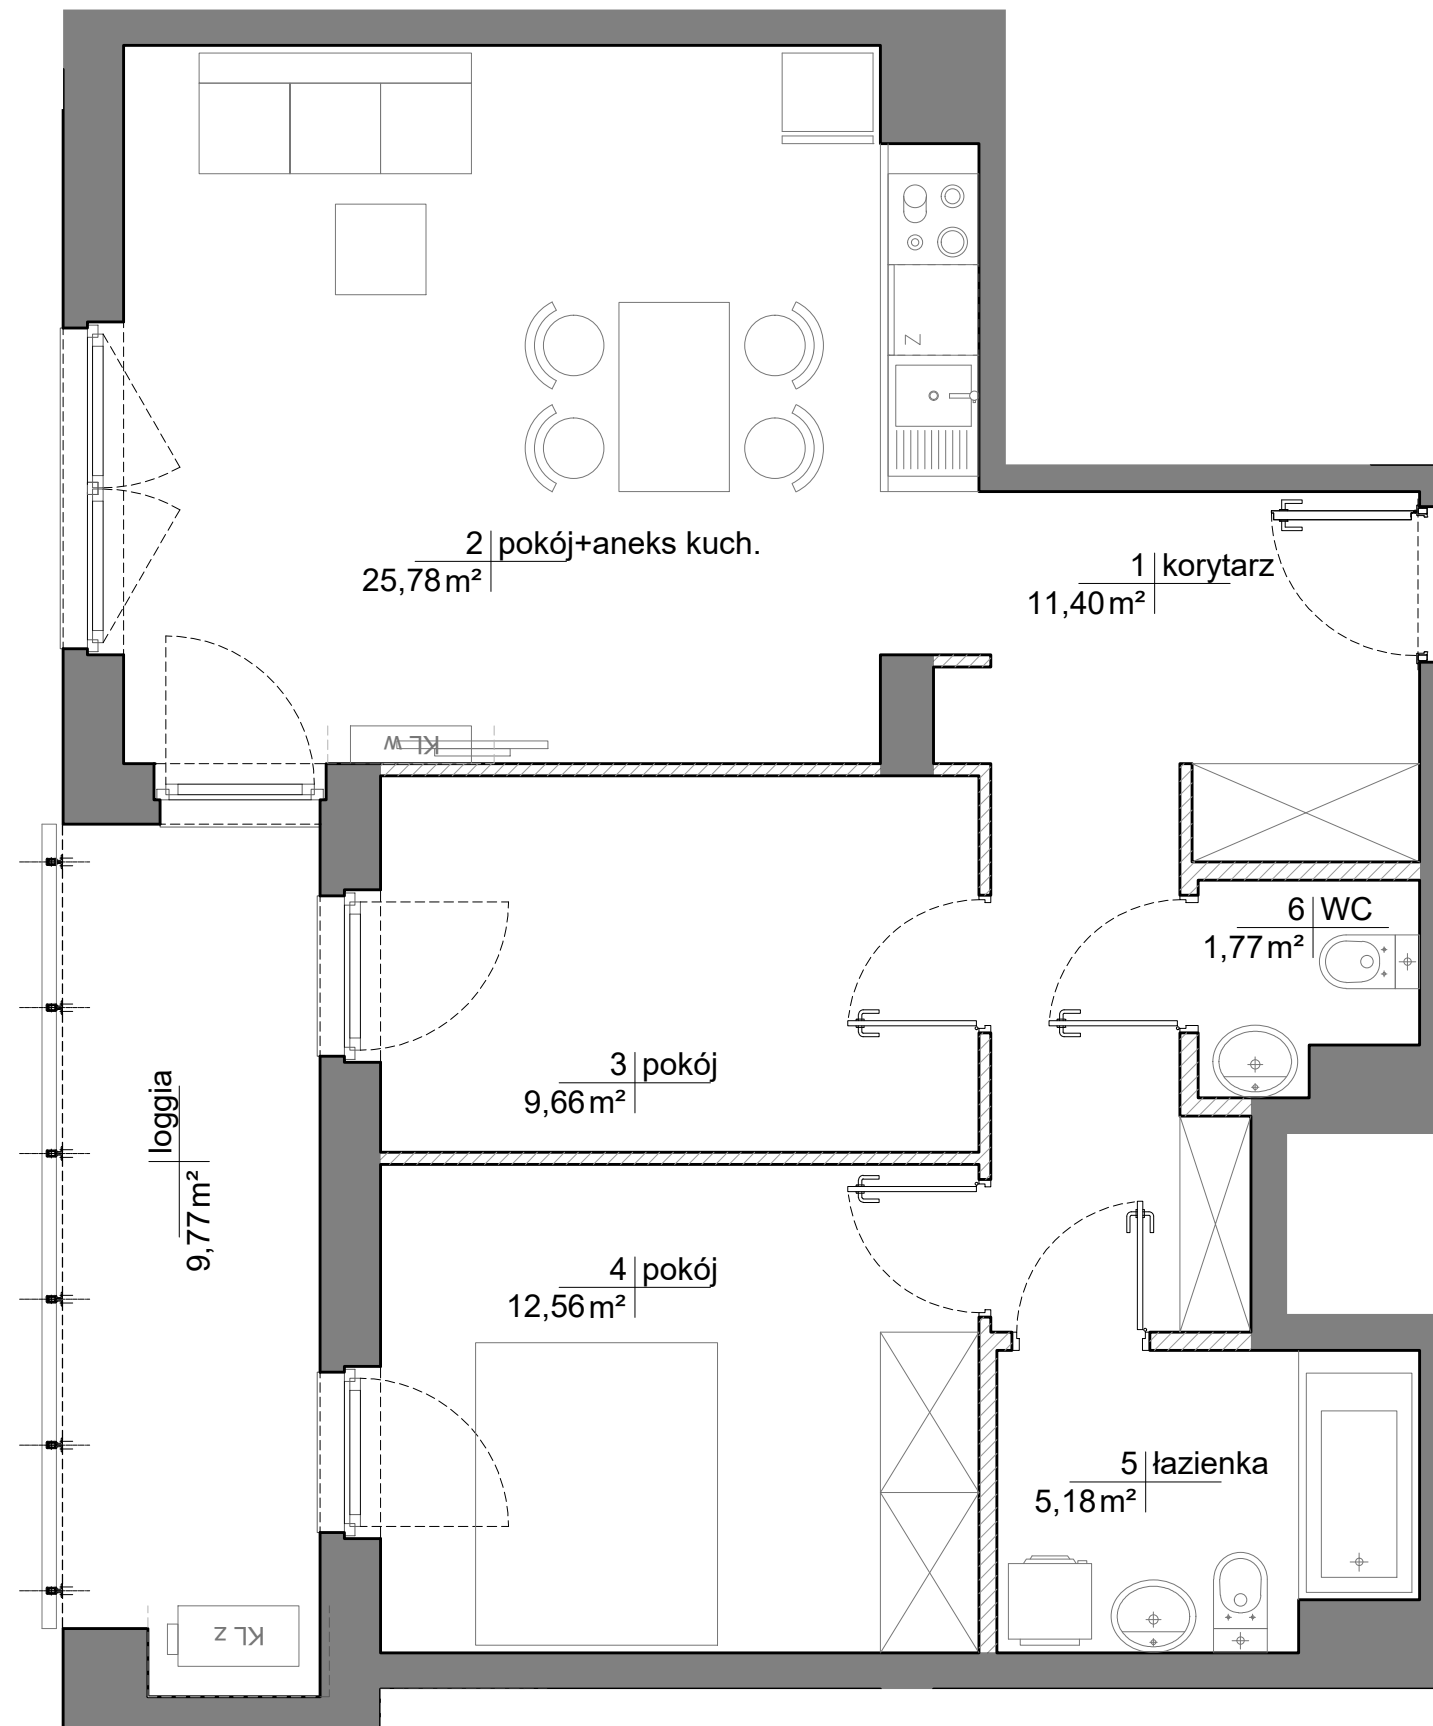 Z
2 pokój+aneks kuch.
25,78 m²
1 korytarz
11,40 m²
KL W
6 WC
1,77 m²
3 pokój
9,66 m²
loggia
9,77 m²
4 pokój
12,56 m²
5 łazienka
5,18 m²
KL z